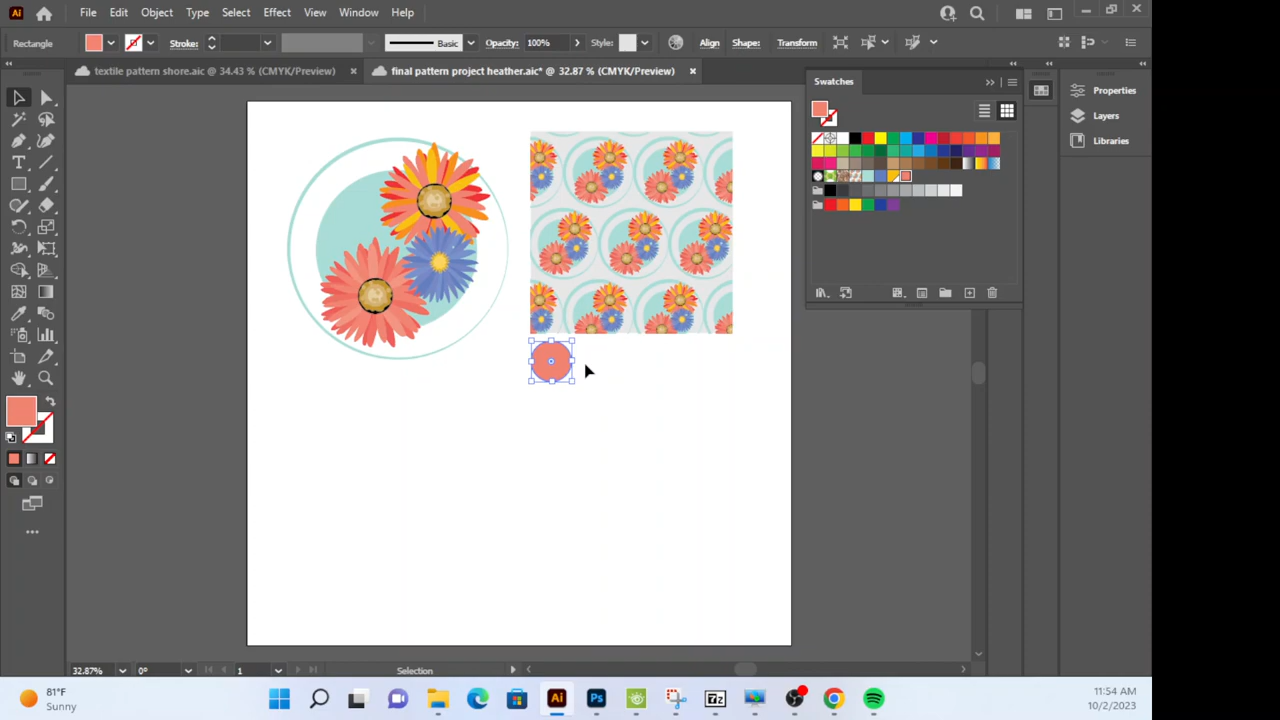 Ai File Edit Object Type Select Effect View Window Help
Rectangle Stroke: Basic Opacity: 100% Style: Align Shape: Transform
textile pattern shore.aic @ 34.43 % (CMYK/Preview) × final pattern project heather.aic* @ 32.87 % (CMYK/Preview) ×
Swatches
Properties
Layers
Libraries
32.87% 0° 1 Selection
81°F
Sunny
Ai Ps
11:54 AM
10/2/2023